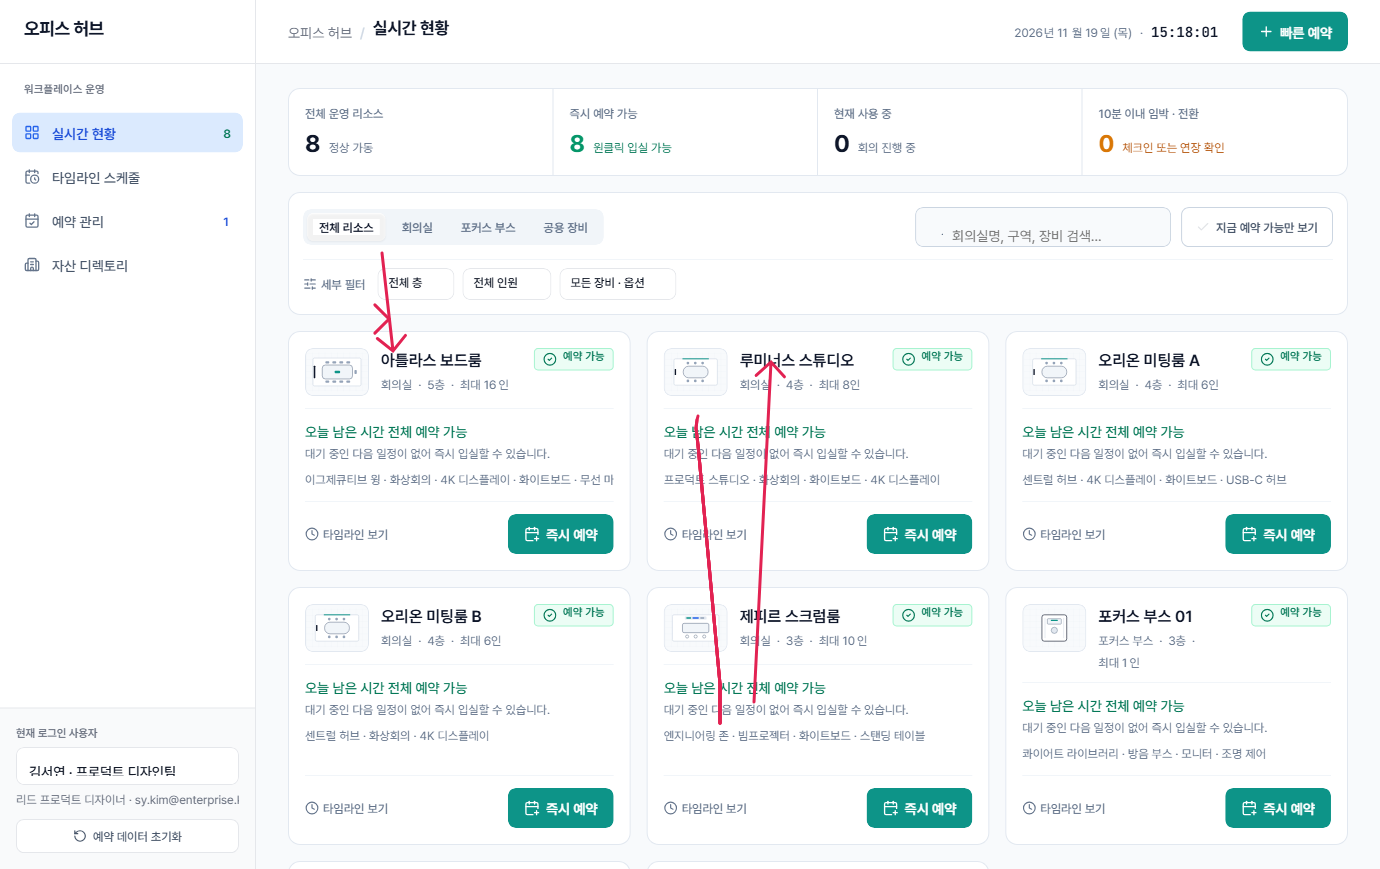 오피스 허브
오피스 허브 / 실시간 현황
2026년 11 월 19 일 (목) · 15:18:01
빠른 예약
워크플레이스 운영
실시간 현황 8
타임라인 스케줄
예약 관리 1
자산 디렉토리
현재 로그인 사용자
김서연 · 프로덕트 디자인팀
리드 프로덕트 디자이너 · sy.kim@enterprise.
예약 데이터 초기화
전체 운영 리소스
8 정상 가동
즉시 예약 가능
8 원클릭 입실 가능
현재 사용 중
0 회의 진행 중
10분 이내 임박 · 전환
0 체크인 또는 연장 확인
전체 리소스 회의실 포커스 부스 공용 장비
· 회의실명, 구역, 장비 검색...
지금 예약 가능만 보기
세부 필터 전체 층 전체 인원 모든 장비 · 옵션
아틀라스 보드룸 예약 가능
회의실 · 5층 · 최대 16 인
오늘 남은 시간 전체 예약 가능
대기 중인 다음 일정이 없어 즉시 입실할 수 있습니다.
이그제큐티브 윙 · 화상회의 · 4K 디스플레이 · 화이트보드 · 무선 마
타임라인 보기 즉시 예약
루미너스 스튜디오 예약 가능
회의실 · 4층 · 최대 8인
오늘 남은 시간 전체 예약 가능
대기 중인 다음 일정이 없어 즉시 입실할 수 있습니다.
프로덕트 스튜디오 · 화상회의 · 화이트보드 · 4K 디스플레이
타임라인 보기 즉시 예약
오리온 미팅룸 A 예약 가능
회의실 · 4층 · 최대 6인
오늘 남은 시간 전체 예약 가능
대기 중인 다음 일정이 없어 즉시 입실할 수 있습니다.
센트럴 허브 · 4K 디스플레이 · 화이트보드 · USB-C 허브
타임라인 보기 즉시 예약
오리온 미팅룸 B 예약 가능
회의실 · 4층 · 최대 6인
오늘 남은 시간 전체 예약 가능
대기 중인 다음 일정이 없어 즉시 입실할 수 있습니다.
센트럴 허브 · 화상회의 · 4K 디스플레이
타임라인 보기 즉시 예약
제피르 스크럼룸 예약 가능
회의실 · 3층 · 최대 10 인
오늘 남은 시간 전체 예약 가능
대기 중인 다음 일정이 없어 즉시 입실할 수 있습니다.
엔지니어링 존 · 빔프로젝터 · 화이트보드 · 스탠딩 테이블
타임라인 보기 즉시 예약
포커스 부스 01 예약 가능
포커스 부스 · 3층 ·
최대 1 인
오늘 남은 시간 전체 예약 가능
대기 중인 다음 일정이 없어 즉시 입실할 수 있습니다.
콰이어트 라이브러리 · 방음 부스 · 모니터 · 조명 제어
타임라인 보기 즉시 예약